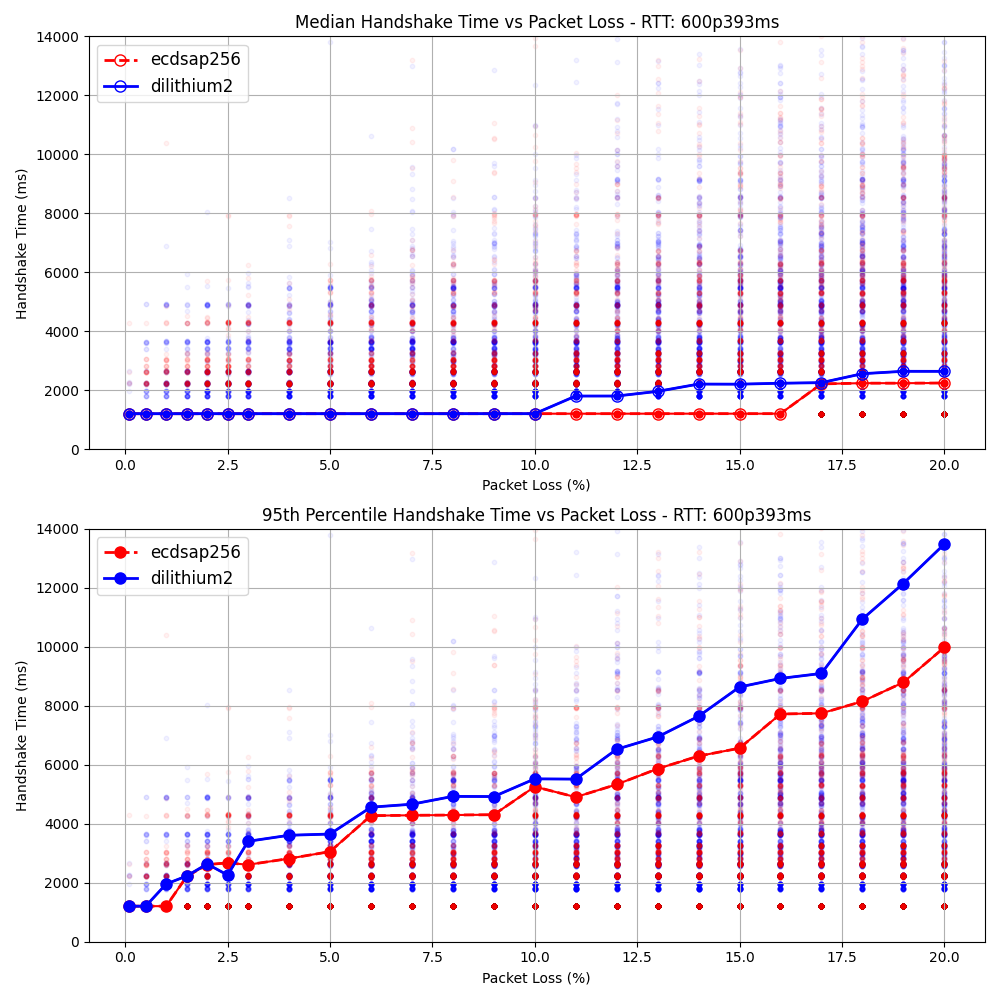 Median Handshake Time vs Packet Loss - RTT: 600p393ms
14000
12000
10000
8000
6000
4000
2000
0
Handshake Time (ms)
ecdsap256
dilithium2
0.0 2.5 5.0 7.5 10.0 12.5 15.0 17.5 20.0
Packet Loss (%)
95th Percentile Handshake Time vs Packet Loss - RTT: 600p393ms
14000
12000
10000
8000
6000
4000
2000
0
Handshake Time (ms)
ecdsap256
dilithium2
0.0 2.5 5.0 7.5 10.0 12.5 15.0 17.5 20.0
Packet Loss (%)